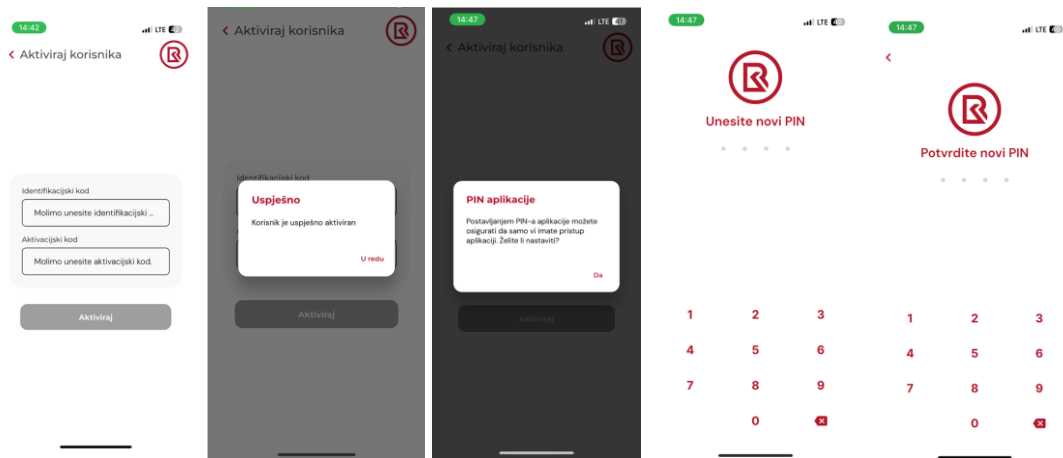 14:42
LTE
Aktiviraj korisnika
Identifikacijski kod
Molimo unesite identifikacijski ...
Aktivacijski kod
Molimo unesite aktivacijski kod.
Aktiviraj
Aktiviraj korisnika
Identifikacijski kod
Uspješno
Korisnik je uspješno aktiviran
U redu
Aktiviraj
14:47
LTE
Aktiviraj korisnika
PIN aplikacije
Postavljanjem PIN-a aplikacije možete
osigurati da samo vi imate pristup
aplikaciji. Želite li nastaviti?
Da
Aktiviraj
14:47
LTE
Unesite novi PIN
1 2 3
4 5 6
7 8 9
0
14:47
LTE
Potvrdite novi PIN
1 2 3
4 5 6
7 8 9
0